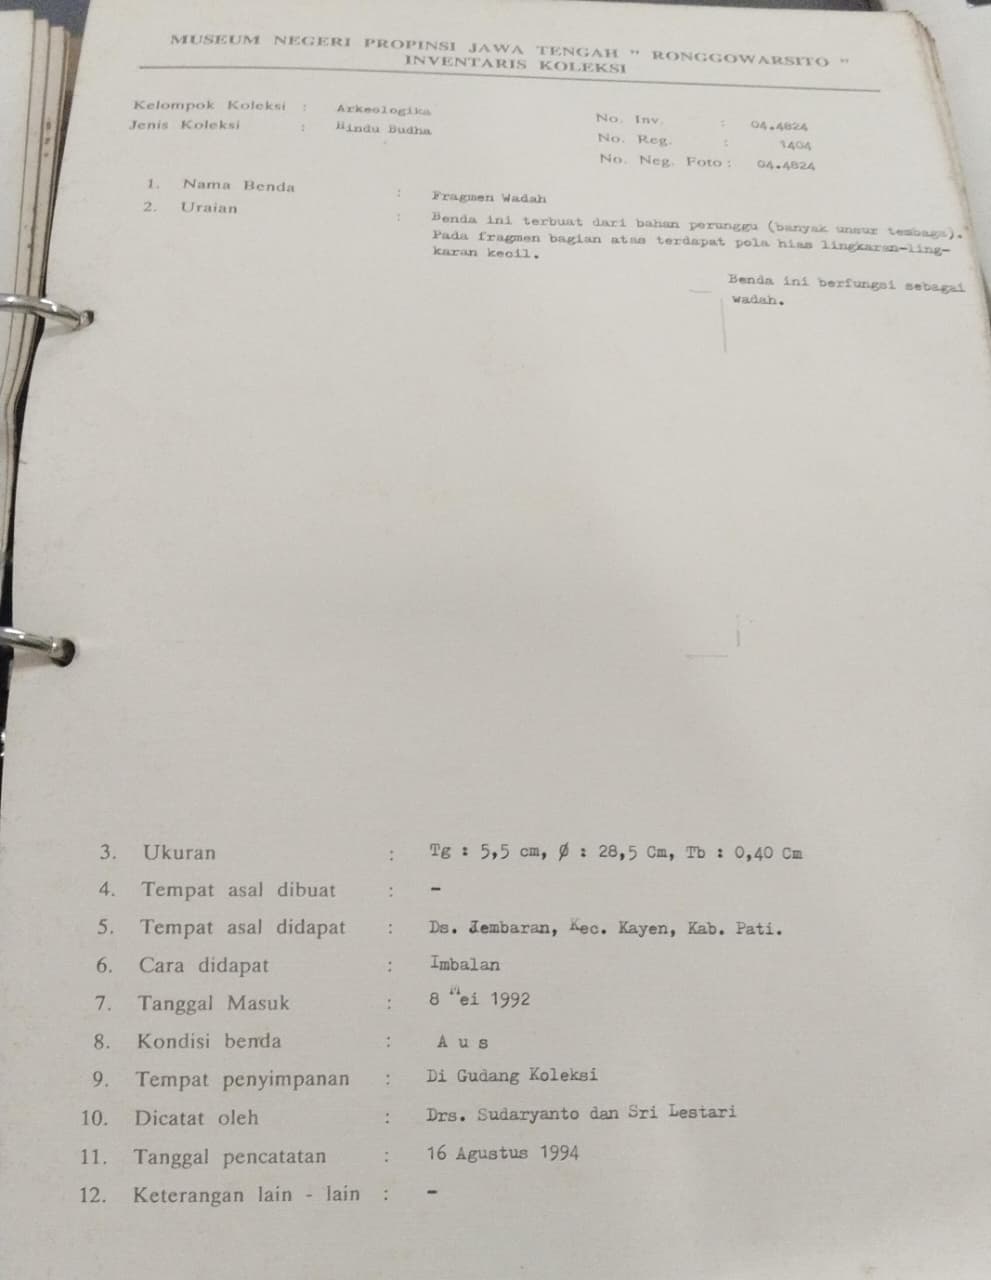 MUSEUM NEGERI PROPINSI JAWA TENGAH " RONGGOWARSITO "
INVENTARIS KOLEKSI
Kelompok Koleksi : Arkeologika
Jenis Koleksi : Hindu Budha
No. Inv. : 04.4824
No. Reg. : 1404
No. Neg. Foto : 04.4824
1. Nama Benda : Fragmen Wadah
2. Uraian : Benda ini terbuat dari bahan perunggu (banyak unsur tembaga).
Pada fragmen bagian atas terdapat pola hias lingkaran-ling-
karan kecil.
Benda ini berfungsi sebagai
wadah.
3. Ukuran : Tg : 5,5 cm, Ø : 28,5 Cm, Tb : 0,40 Cm
4. Tempat asal dibuat : -
5. Tempat asal didapat : Ds. Jembaran, Kec. Kayen, Kab. Pati.
6. Cara didapat : Imbalan
7. Tanggal Masuk : 8 Mei 1992
8. Kondisi benda : A u s
9. Tempat penyimpanan : Di Gudang Koleksi
10. Dicatat oleh : Drs. Sudaryanto dan Sri Lestari
11. Tanggal pencatatan : 16 Agustus 1994
12. Keterangan lain - lain : -